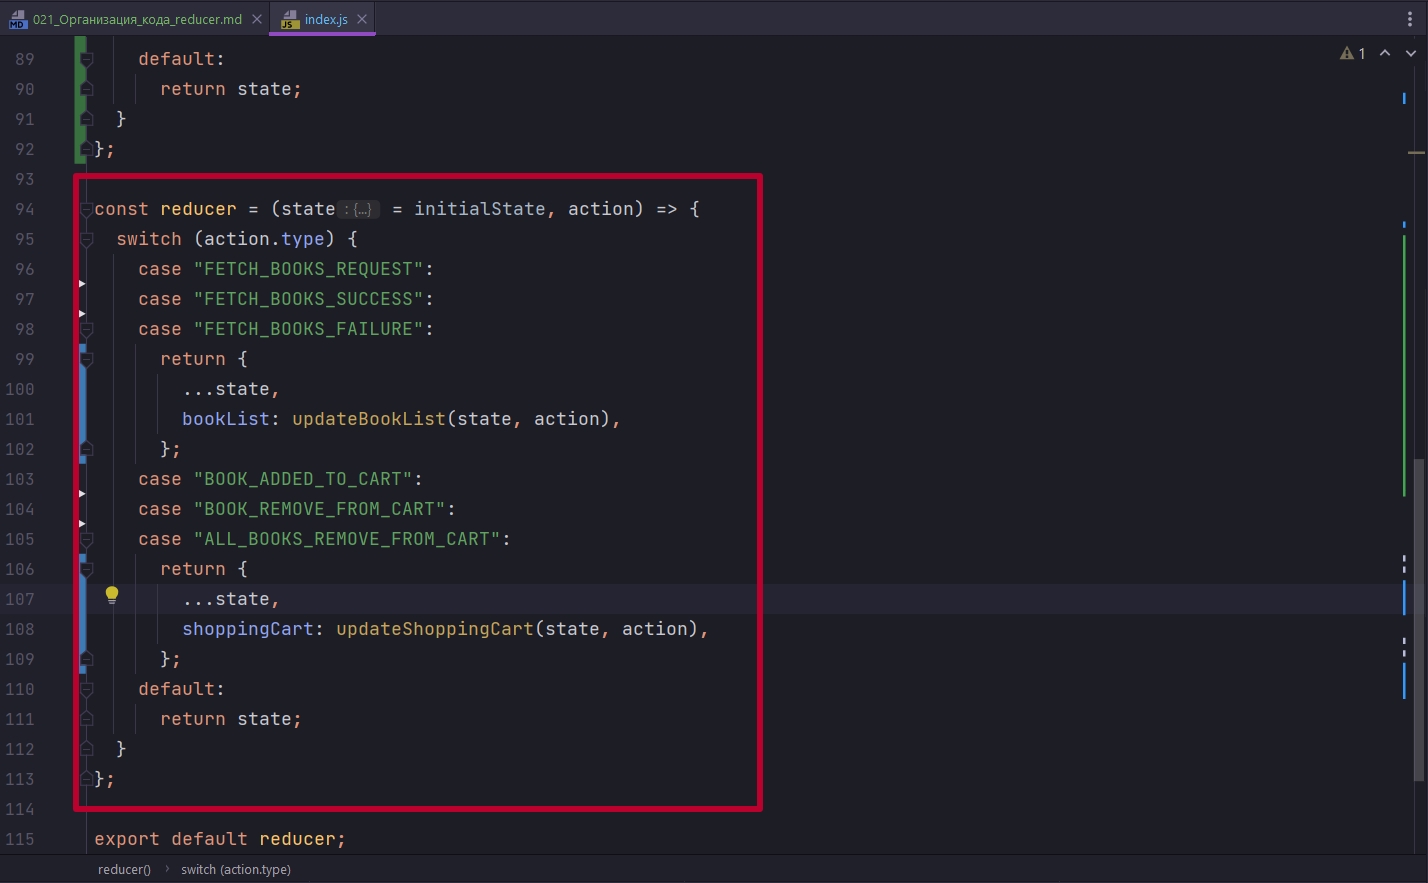 021_Организация_кода_reducer.md
index.js
1
89 default:
90 return state;
91 }
92 };
93
94 const reducer = (state :{...} = initialState, action) => {
95 switch (action.type) {
96 case "FETCH_BOOKS_REQUEST":
97 case "FETCH_BOOKS_SUCCESS":
98 case "FETCH_BOOKS_FAILURE":
99 return {
100 ...state,
101 bookList: updateBookList(state, action),
102 };
103 case "BOOK_ADDED_TO_CART":
104 case "BOOK_REMOVE_FROM_CART":
105 case "ALL_BOOKS_REMOVE_FROM_CART":
106 return {
107 ...state,
108 shoppingCart: updateShoppingCart(state, action),
109 };
110 default:
111 return state;
112 }
113 };
114
115 export default reducer;
reducer() › switch (action.type)